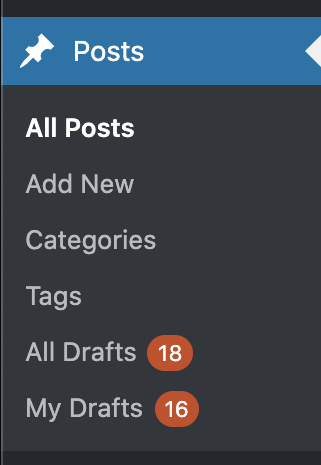 Posts
All Posts
Add New
Categories
Tags
All Drafts 18
My Drafts 16